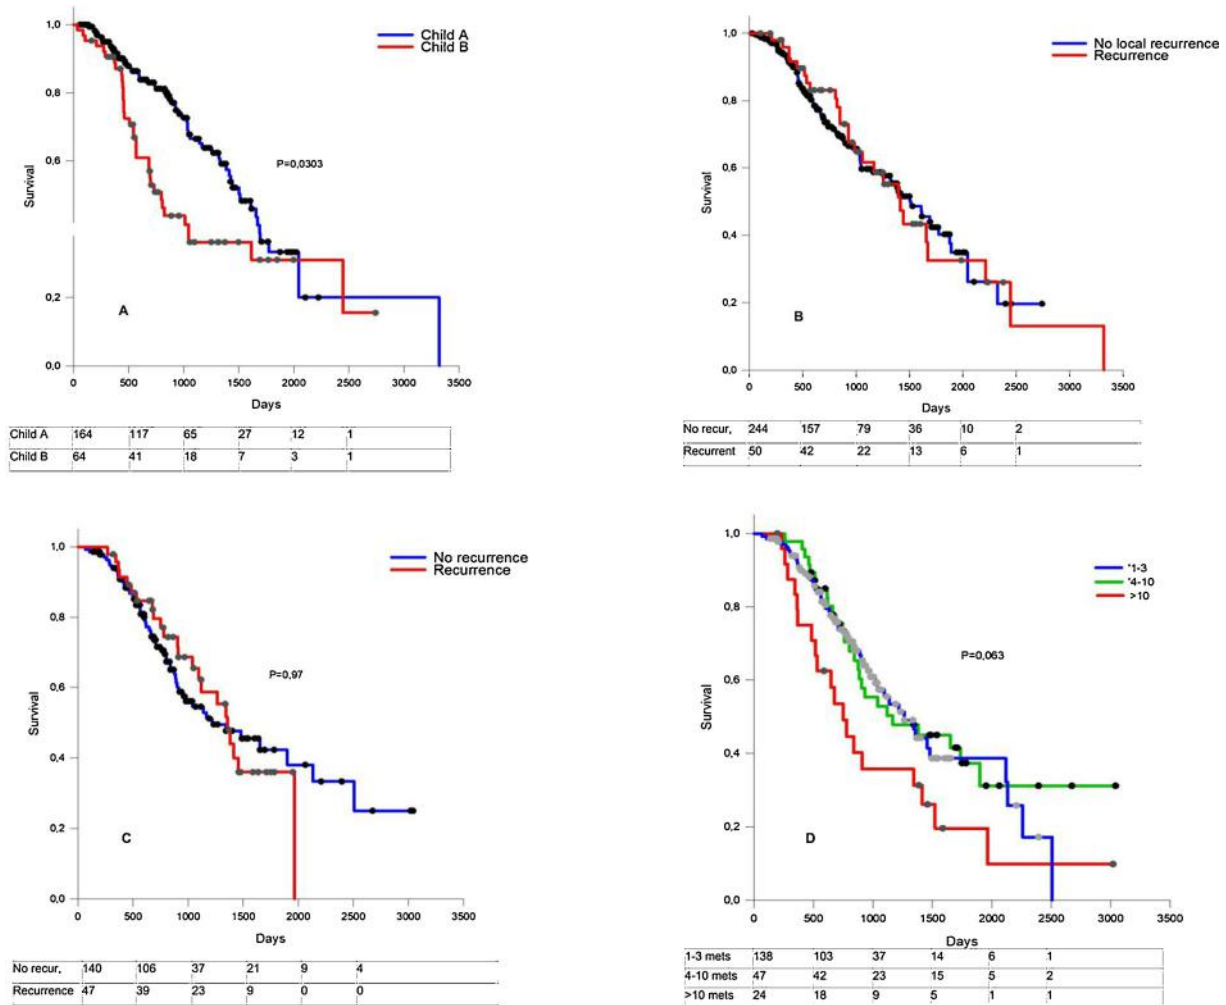 1,0
0,8
0,6
0,2
0,0
Survival
Child A
Child B
P=0,0303
A
0 500 1000 1500 2000 2500 3000 3500
Days
Child A 164 117 65 27 12 1
Child B 64 41 18 7 3 1
1,0
0,8
0,6
0,4
0,2
0,0
Survival
No local recurrence
Recurrence
B
0 500 1000 1500 2000 2500 3000 3500
Days
No recur, 244 157 79 36 10 2
Recurrent 50 42 22 13 6 1
1,0
0,8
0,6
0,4
0,2
0,0
Survival
No recurrence
Recurrence
P=0,97
C
0 500 1000 1500 2000 2500 3000 3500
Days
No recur, 140 106 37 21 9 4
Recurrence 47 39 23 9 0 0
1,0
0,8
0,6
0,4
0,2
0,0
Survival
'1-3
'4-10
>10
P=0,063
D
0 500 1000 1500 2000 2500 3000 3500
Days
1-3 mets 138 103 37 14 6 1
4-10 mets 47 42 23 15 5 2
>10 mets 24 18 9 5 1 1